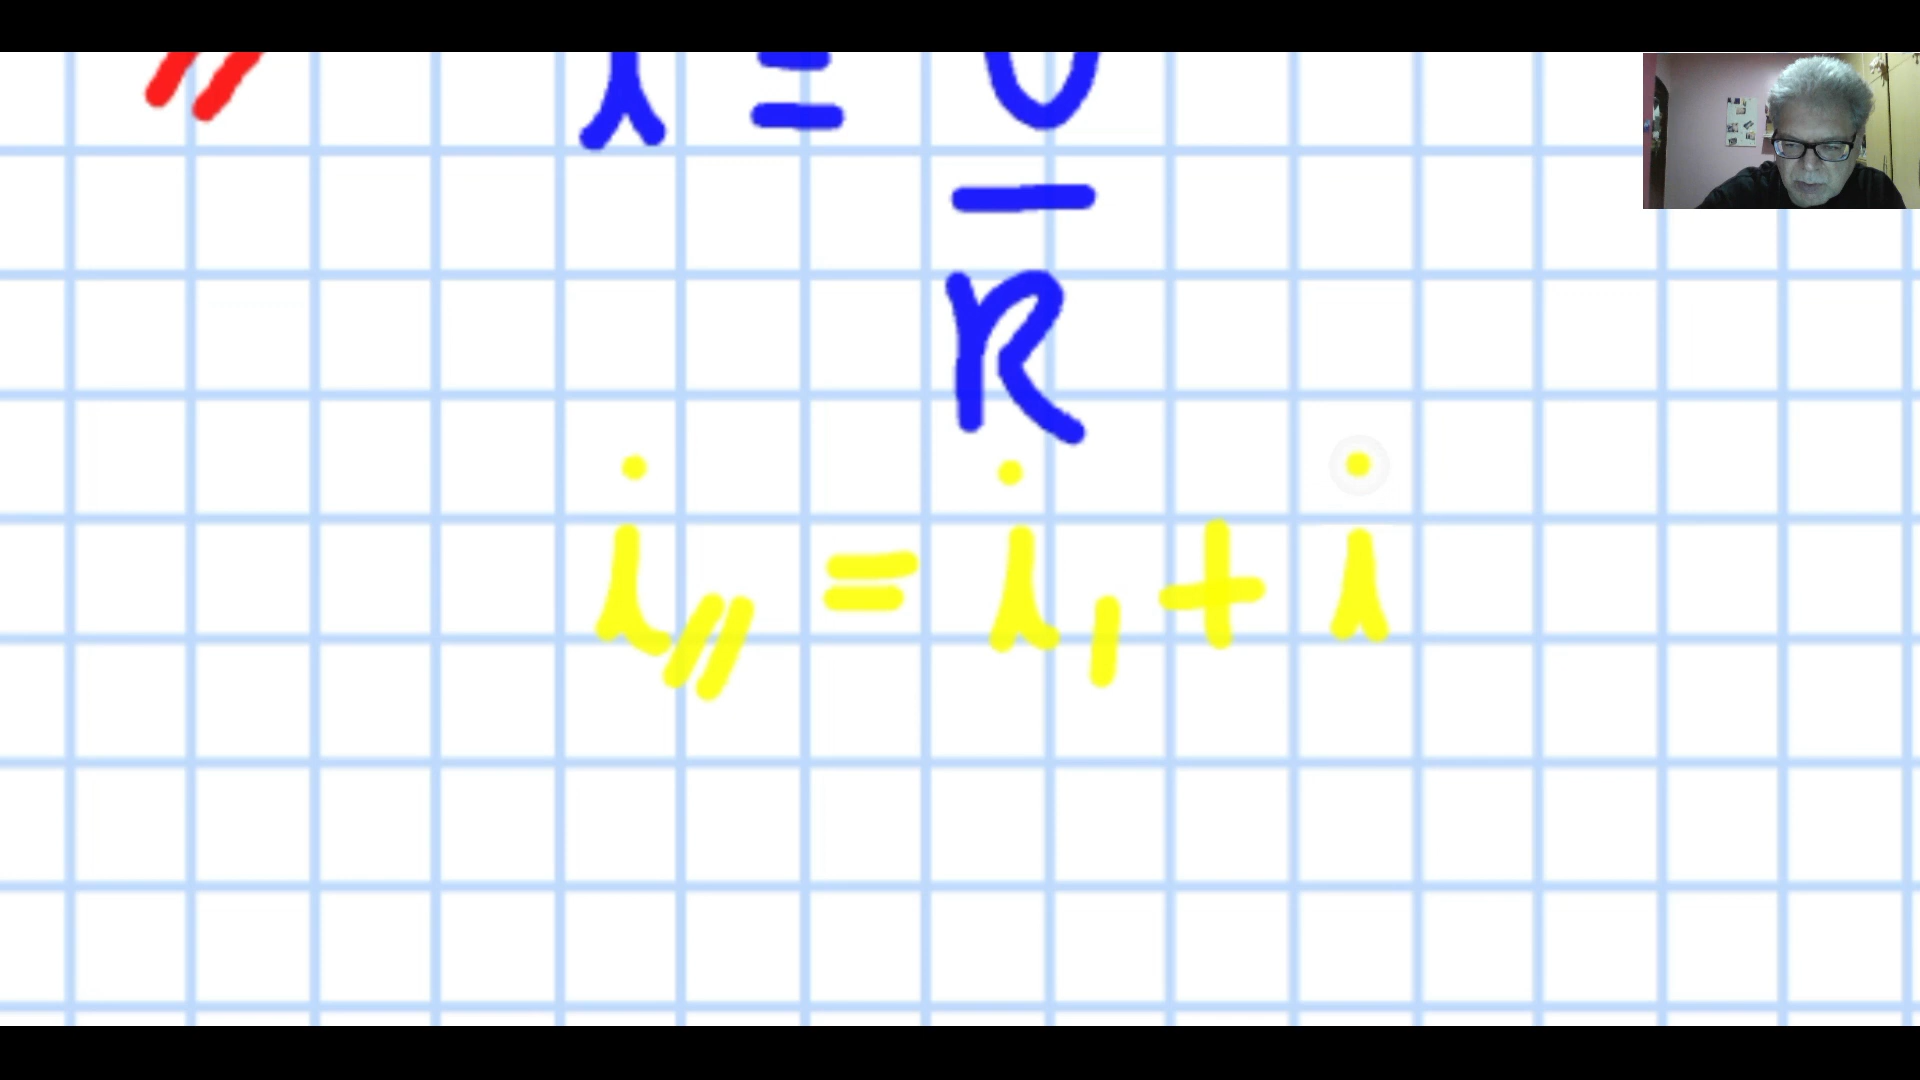 // i = U
R
i// = i1 + i